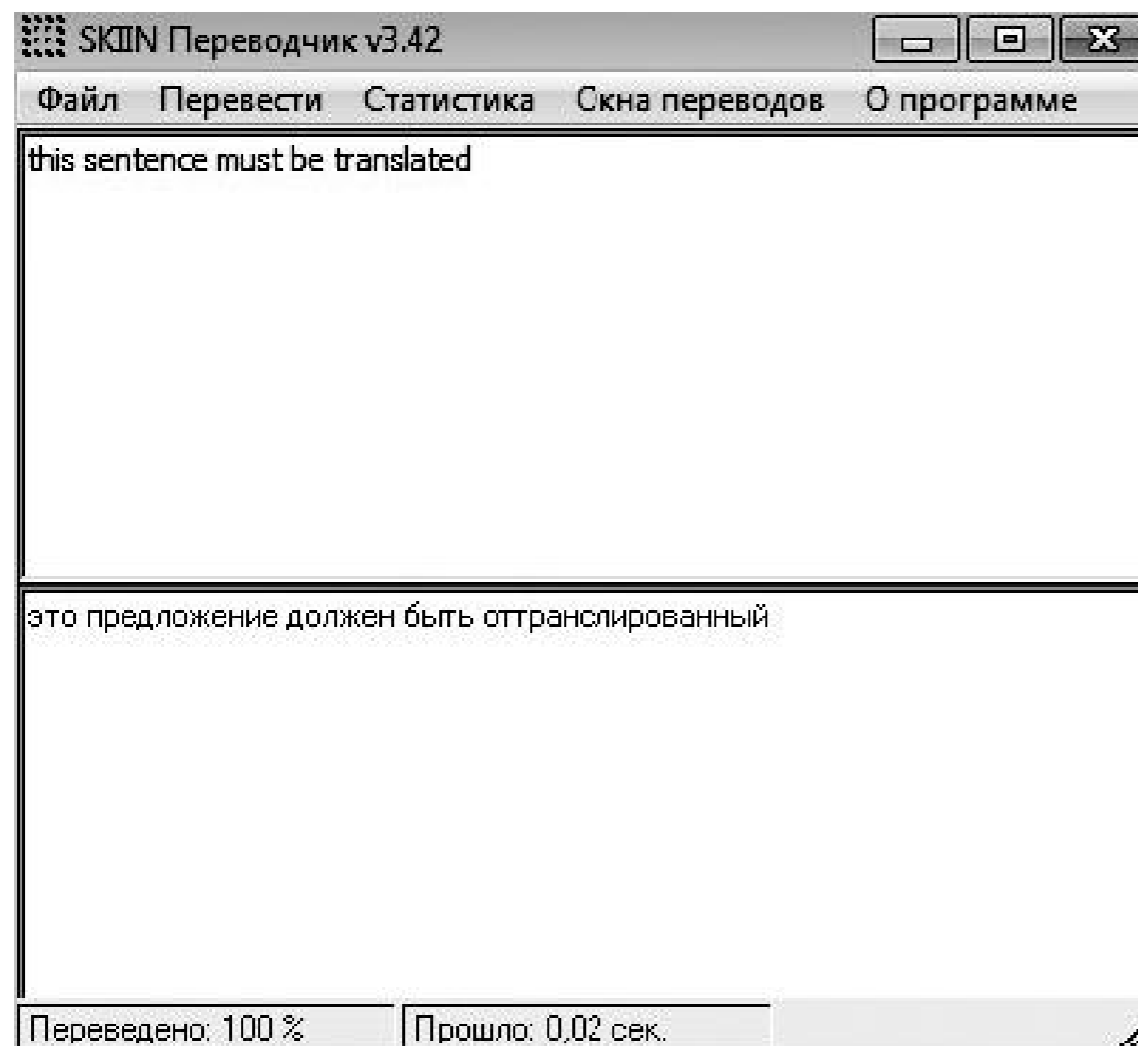 SKIIN Переводчик v3.42
Файл Перевести Статистика Окна переводов О программе
this sentence must be translated
это предложение должен быть оттранслированный
Переведено: 100 % Прошло: 0,02 сек.